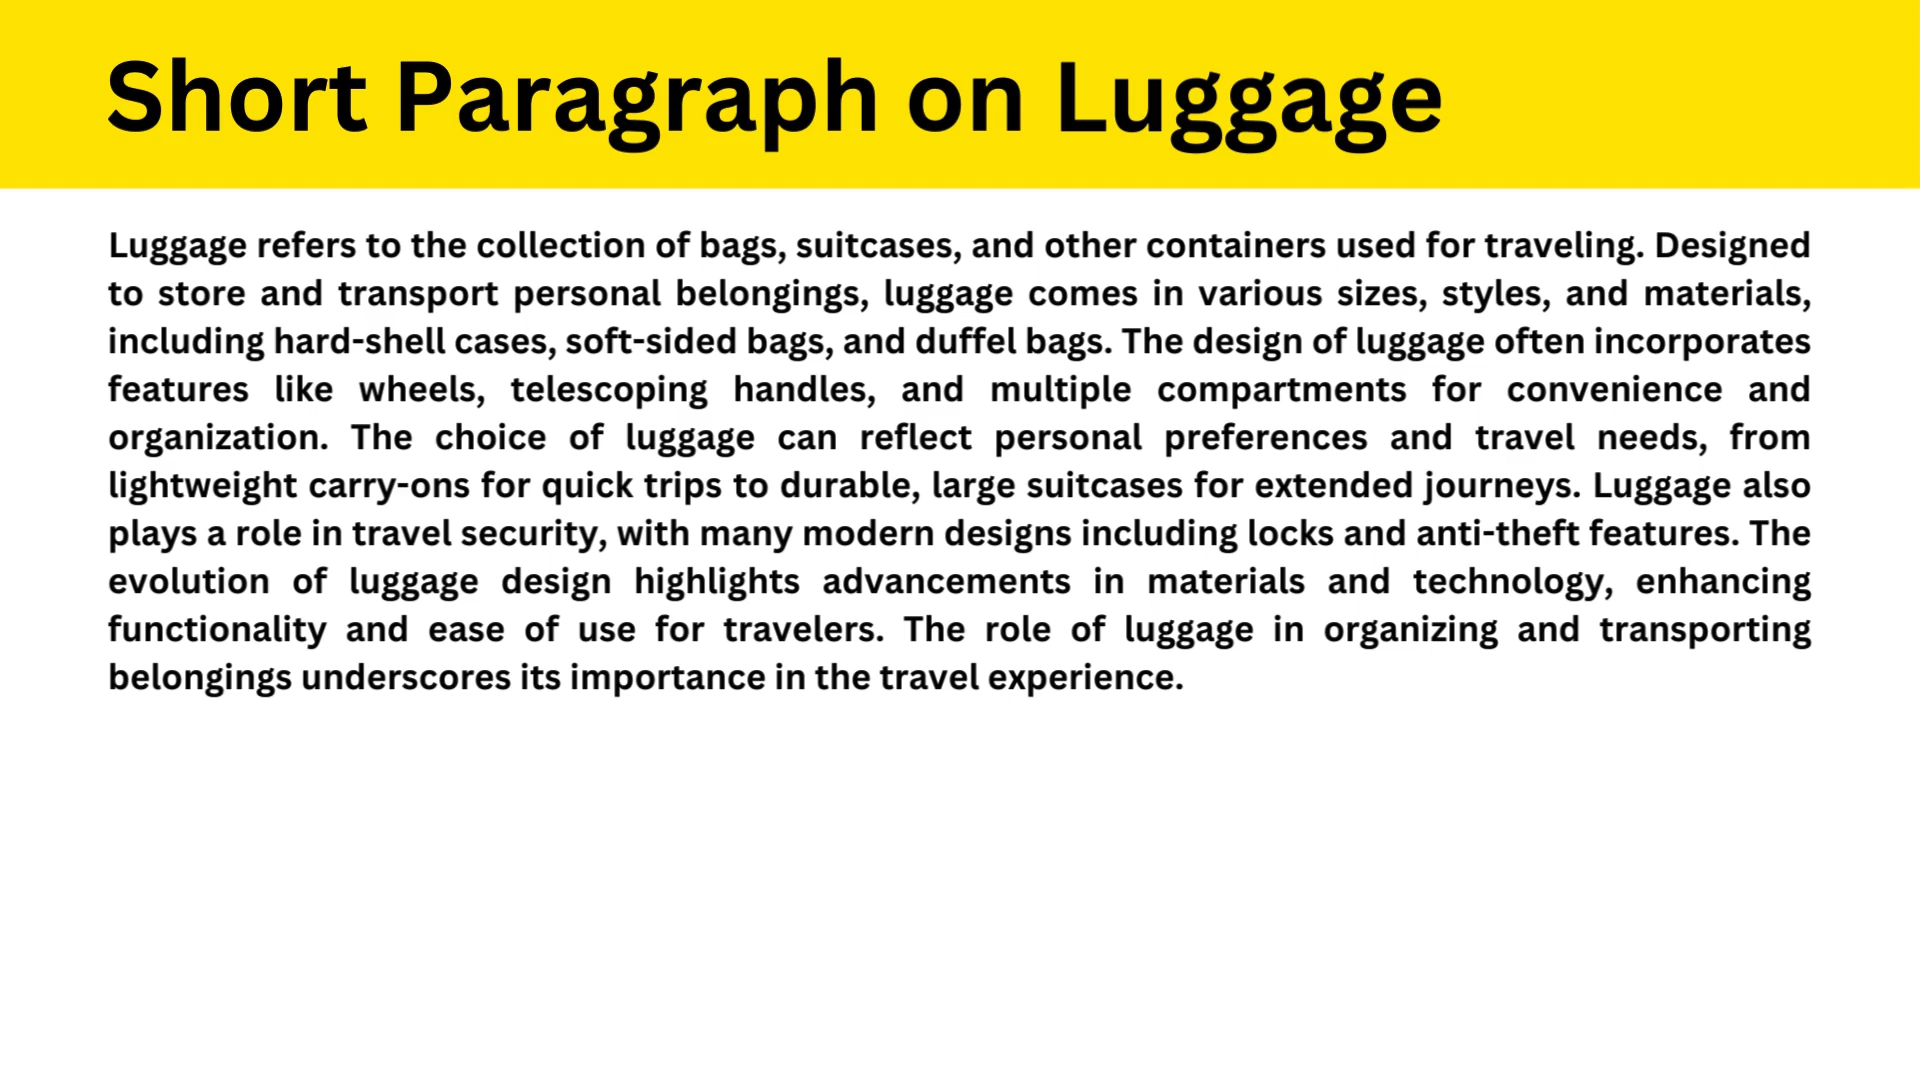 Short Paragraph on Luggage
Luggage refers to the collection of bags, suitcases, and other containers used for traveling. Designed
to store and transport personal belongings, luggage comes in various sizes, styles, and materials,
including hard-shell cases, soft-sided bags, and duffel bags. The design of luggage often incorporates
features like wheels, telescoping handles, and multiple compartments for convenience and
organization. The choice of luggage can reflect personal preferences and travel needs, from
lightweight carry-ons for quick trips to durable, large suitcases for extended journeys. Luggage also
plays a role in travel security, with many modern designs including locks and anti-theft features. The
evolution of luggage design highlights advancements in materials and technology, enhancing
functionality and ease of use for travelers. The role of luggage in organizing and transporting
belongings underscores its importance in the travel experience.